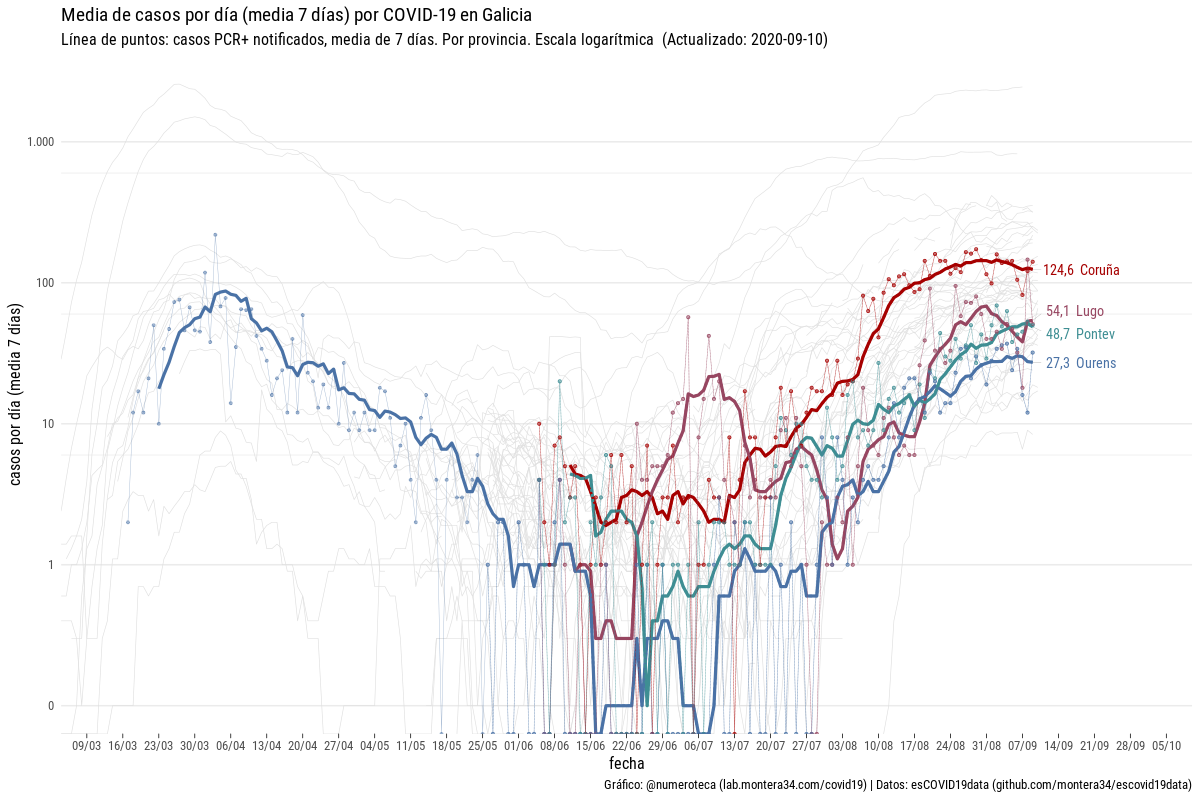 Media de casos por día (media 7 días) por COVID-19 en Galicia
Línea de puntos: casos PCR+ notificados, media de 7 días. Por provincia. Escala logarítmica (Actualizado: 2020-09-10)
casos por día (media 7 días)
1.000
100
10
1
0
124,6 Coruña
54,1 Lugo
48,7 Pontev
27,3 Ourens
09/03 16/03 23/03 30/03 06/04 13/04 20/04 27/04 04/05 11/05 18/05 25/05 01/06 08/06 15/06 22/06 29/06 06/07 13/07 20/07 27/07 03/08 10/08 17/08 24/08 31/08 07/09 14/09 21/09 28/09 05/10
fecha
Gráfico: @numeroteca (lab.montera34.com/covid19) | Datos: esCOVID19data (github.com/montera34/escovid19data)